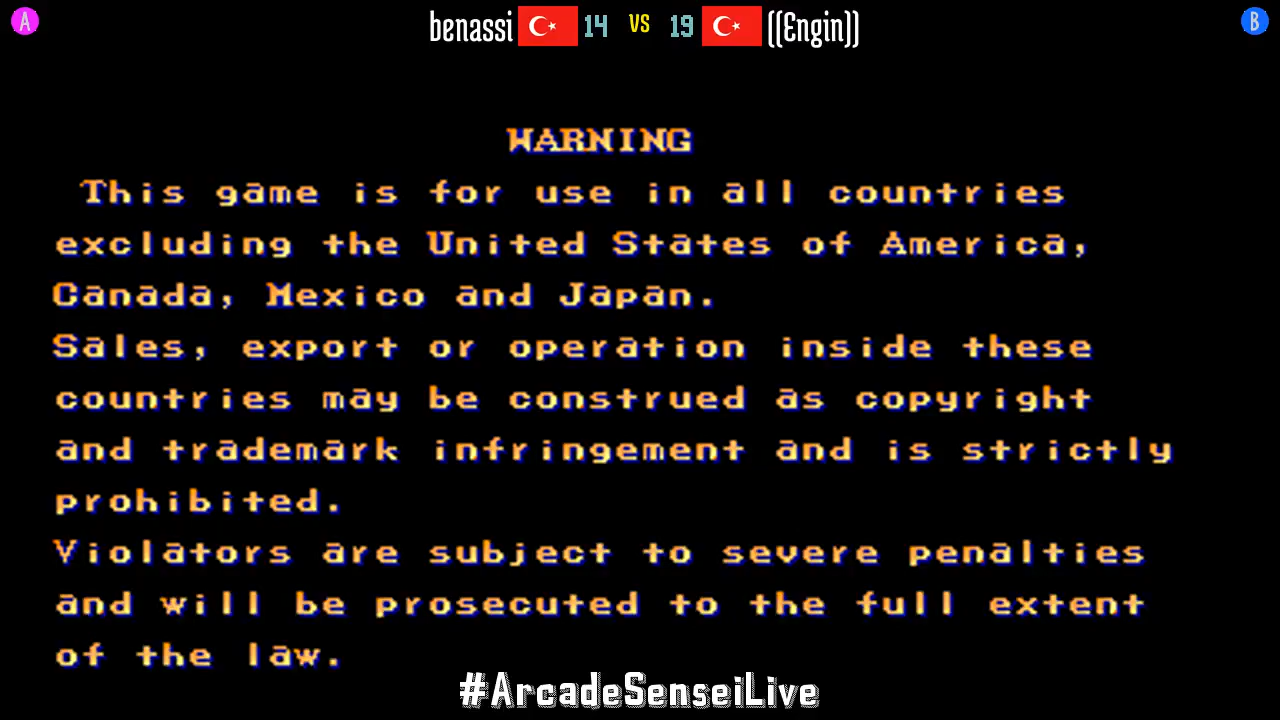 A benassi 14 VS 19 ((Engin)) B
WARNING
This game is for use in all countries
excluding the United States of America,
Canada, Mexico and Japan.
Sales, export or operation inside these
countries may be construed as copyright
and trademark infringement and is strictly
prohibited.
Violators are subject to severe penalties
and will be prosecuted to the full extent
of the law.
#ArcadeSenseiLive